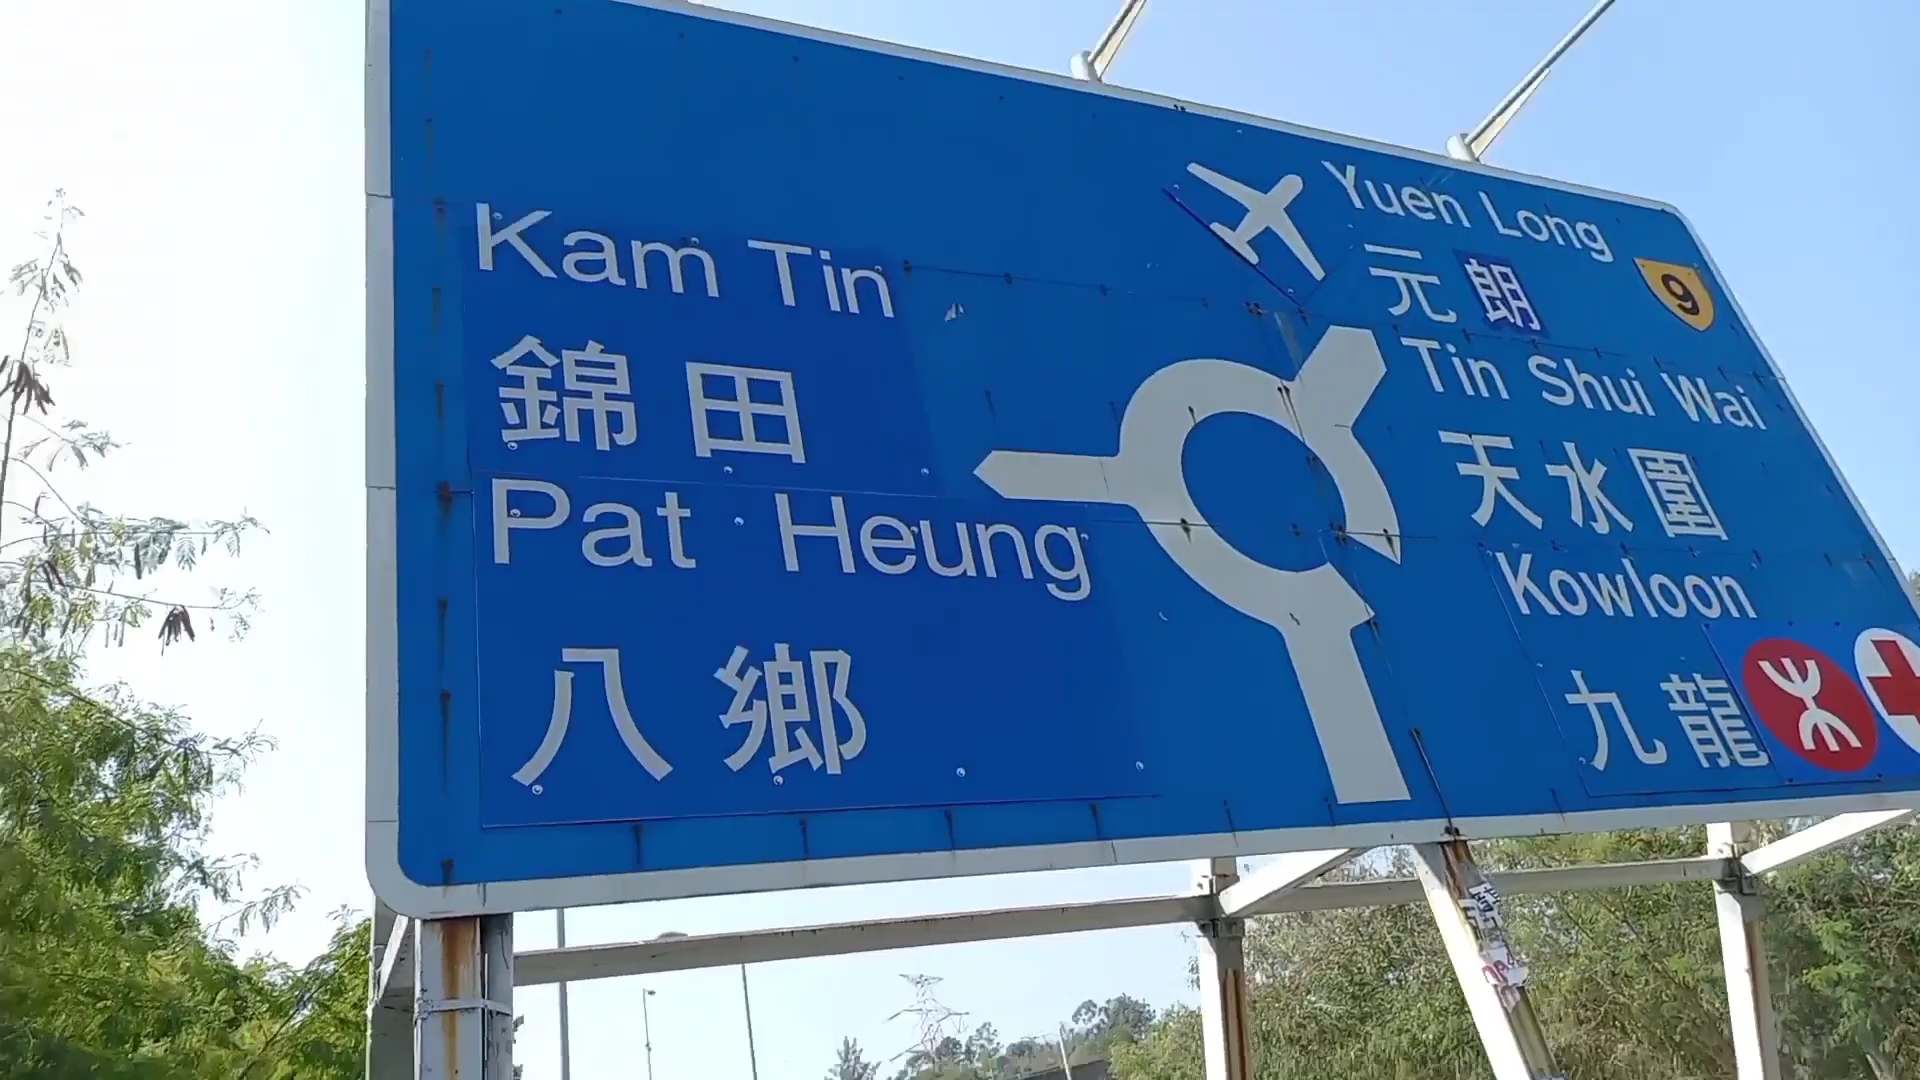 Kam Tin
錦田
Pat Heung
八鄉
Yuen Long
元朗
9
Tin Shui Wai
天水圍
Kowloon
九龍